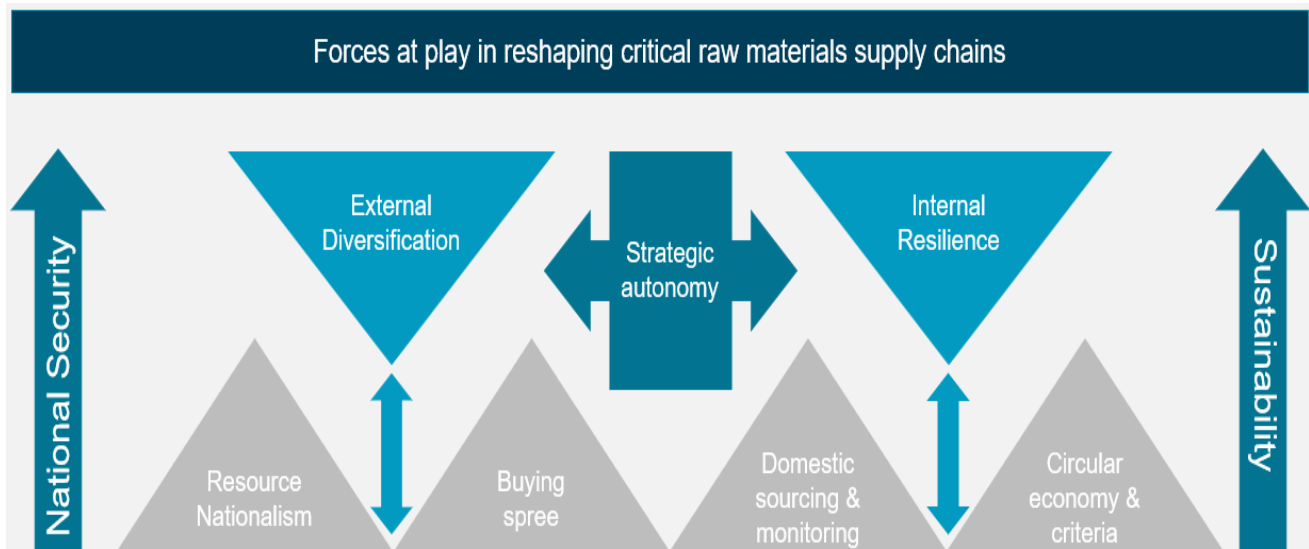 Forces at play in reshaping critical raw materials supply chains
National Security
External
Diversification
Strategic
autonomy
Internal
Resilience
Sustainability
Resource
Nationalism
Buying
spree
Domestic
sourcing &
monitoring
Circular
economy &
criteria